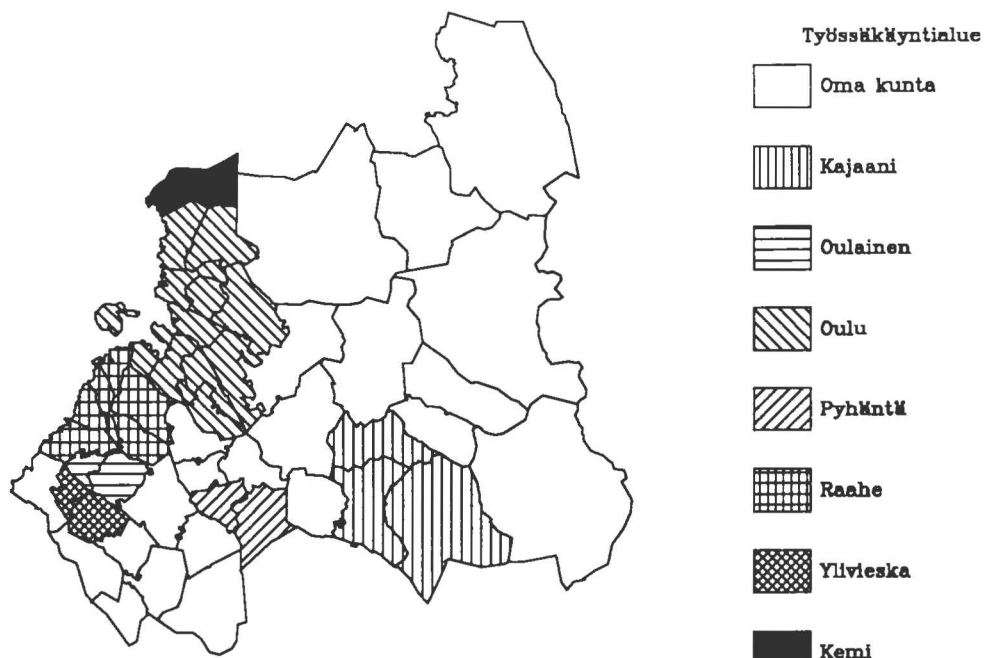 Työssäkäyntialue
Oma kunta
Kajaani
Oulainen
Oulu
Pyhäntä
Raahe
Ylivieska
Kemi